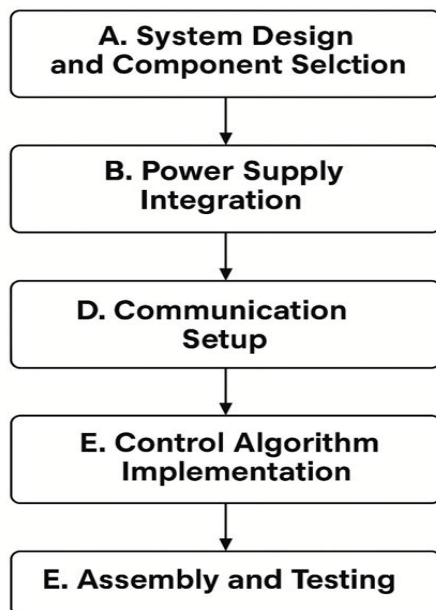 A. System Design
and Component Selction
B. Power Supply
Integration
D. Communication
Setup
E. Control Algorithm
Implementation
E. Assembly and Testing